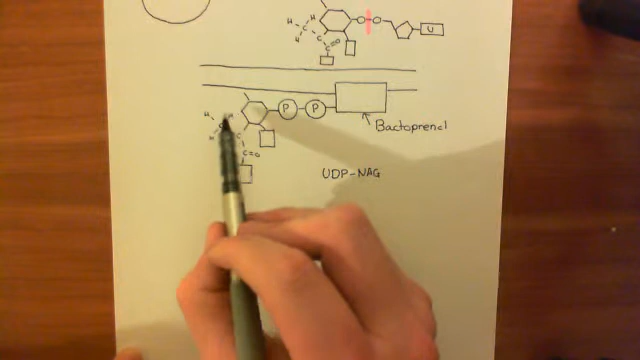 H H
C
H C
C=O
U
P P
Bactoprenol
H H
H C
C=O
UDP-NAG